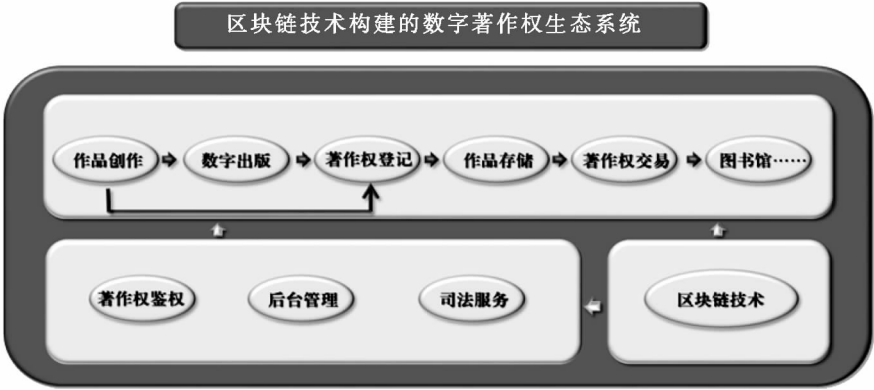 区块链技术构建的数字著作权生态系统
作品创作 数字出版 著作权登记 作品存储 著作权交易 图书馆……
著作权鉴权 后台管理 司法服务 区块链技术